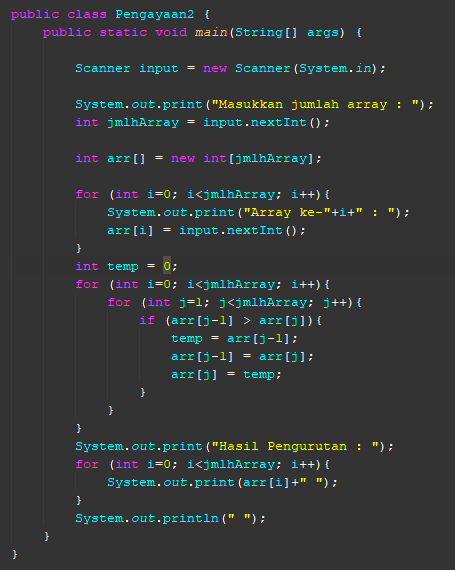 public class Pengayaan2 {
public static void main(String[] args) {
Scanner input = new Scanner(System.in);
System.out.print("Masukkan jumlah array : ");
int jmlhArray = input.nextInt();
int arr[] = new int[jmlhArray];
for (int i=0; i<jmlhArray; i++){
System.out.print("Array ke-"+i+" : ");
arr[i] = input.nextInt();
}
int temp = 0;
for (int i=0; i<jmlhArray; i++){
for (int j=1; j<jmlhArray; j++){
if (arr[j-1] > arr[j]){
temp = arr[j-1];
arr[j-1] = arr[j];
arr[j] = temp;
}
}
}
System.out.print("Hasil Pengurutan : ");
for (int i=0; i<jmlhArray; i++){
System.out.print(arr[i]+" ");
}
System.out.println(" ");
}
}